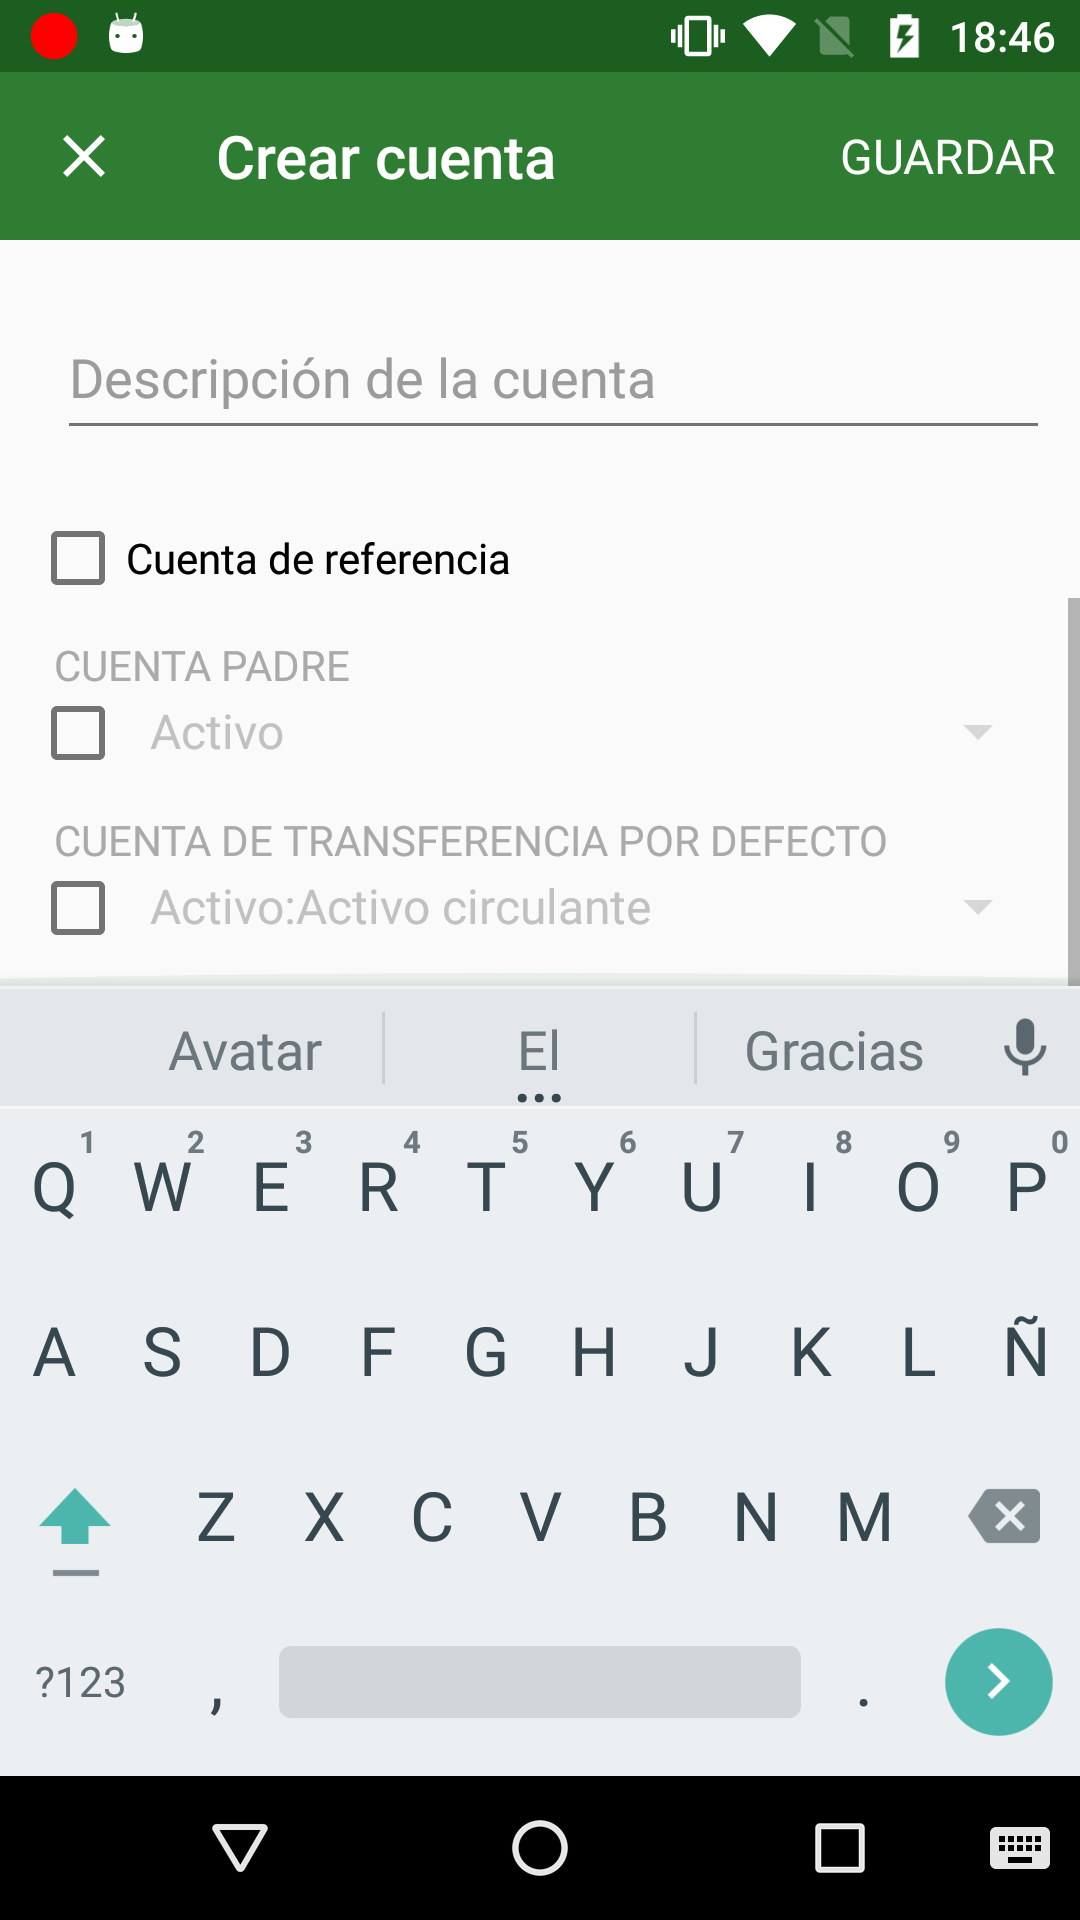 18:46
Crear cuenta GUARDAR
Descripción de la cuenta
Cuenta de referencia
CUENTA PADRE
Activo
CUENTA DE TRANSFERENCIA POR DEFECTO
Activo:Activo circulante
Avatar El Gracias
1 2 3 4 5 6 7 8 9 0
Q W E R T Y U I O P
A S D F G H J K L Ñ
Z X C V B N M
?123 , .